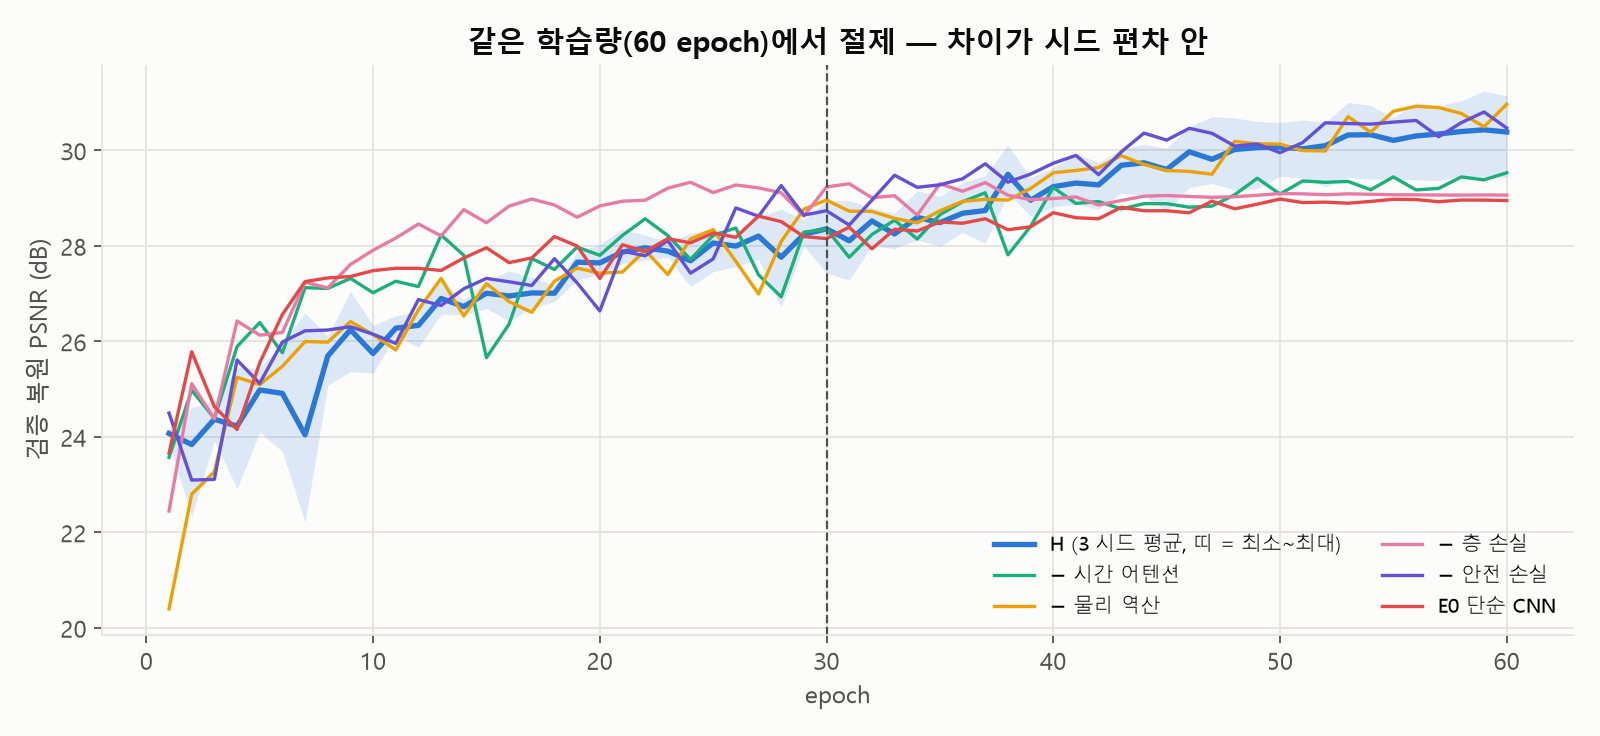 같은 학습량(60 epoch)에서 절제 — 차이가 시드 편차 안
검증 복원 PSNR (dB)
30
28
26
24
22
20
H (3 시드 평균, 띠 = 최소~최대)
− 시간 어텐션
− 물리 역산
− 층 손실
− 안전 손실
E0 단순 CNN
0 10 20 30 40 50 60
epoch